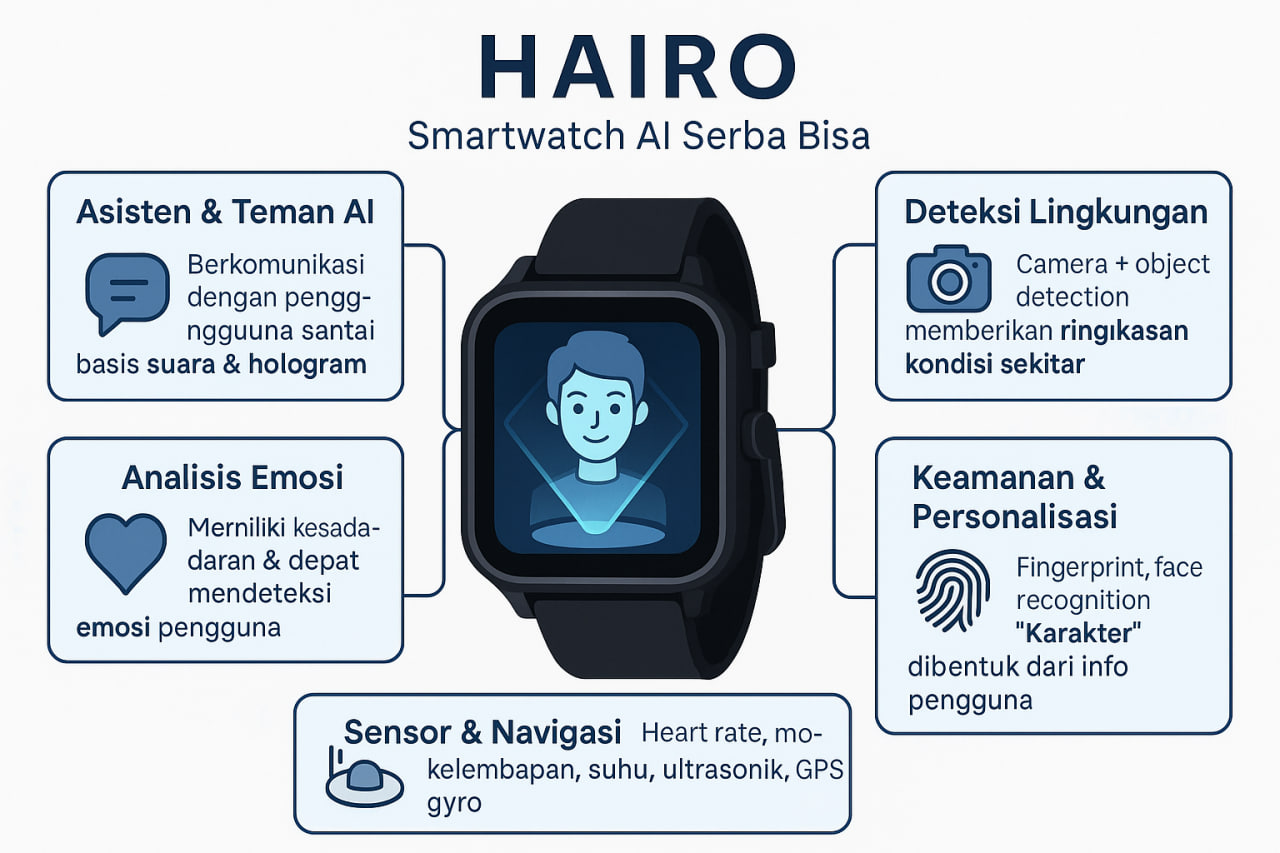 HAIRO
Smartwatch AI Serba Bisa
Asisten & Teman AI
Berkomunikasi
dengan pengg-
ngguuna santai
basis suara & hologram
Deteksi Lingkungan
Camera + object
detection
memberikan ringıkasan
kondisi sekitar
Analisis Emosi
Merniliki kesada-
daran & depat
mendeteksi
emosi pengguna
Keamanan &
Personalisasi
Fingerprint, face
recognition
"Karakter"
dibentuk dari info
pengguna
Sensor & Navigasi Heart rate, mo-
kelembapan, suhu, ultrasonik, GPS
gyro